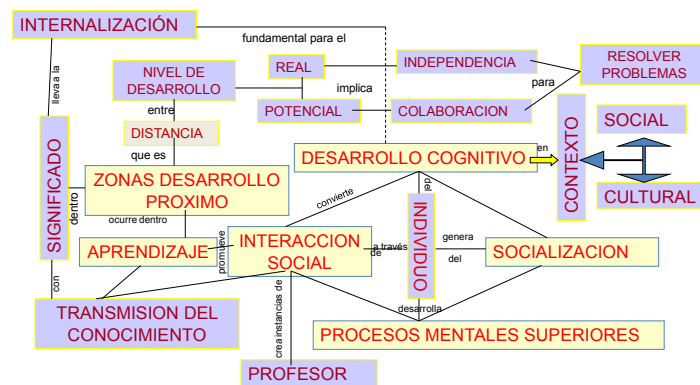 INTERNALIZACIÓN
fundamental para el
lleva a la
NIVEL DE
DESARROLLO
REAL
INDEPENDENCIA
RESOLVER
PROBLEMAS
implica
para
entre
POTENCIAL
COLABORACION
DISTANCIA
que es
DESARROLLO COGNITIVO
en
CONTEXTO
SOCIAL
CULTURAL
SIGNIFICADO
dentro
ZONAS DESARROLLO
PROXIMO
convierte
del
ocurre dentro
APRENDIZAJE
promueve
INTERACCION
SOCIAL
a través
de
INDIVIDUO
genera
del
SOCIALIZACION
con
TRANSMISION DEL
CONOCIMIENTO
crea instancias de
desarrolla
PROCESOS MENTALES SUPERIORES
PROFESOR